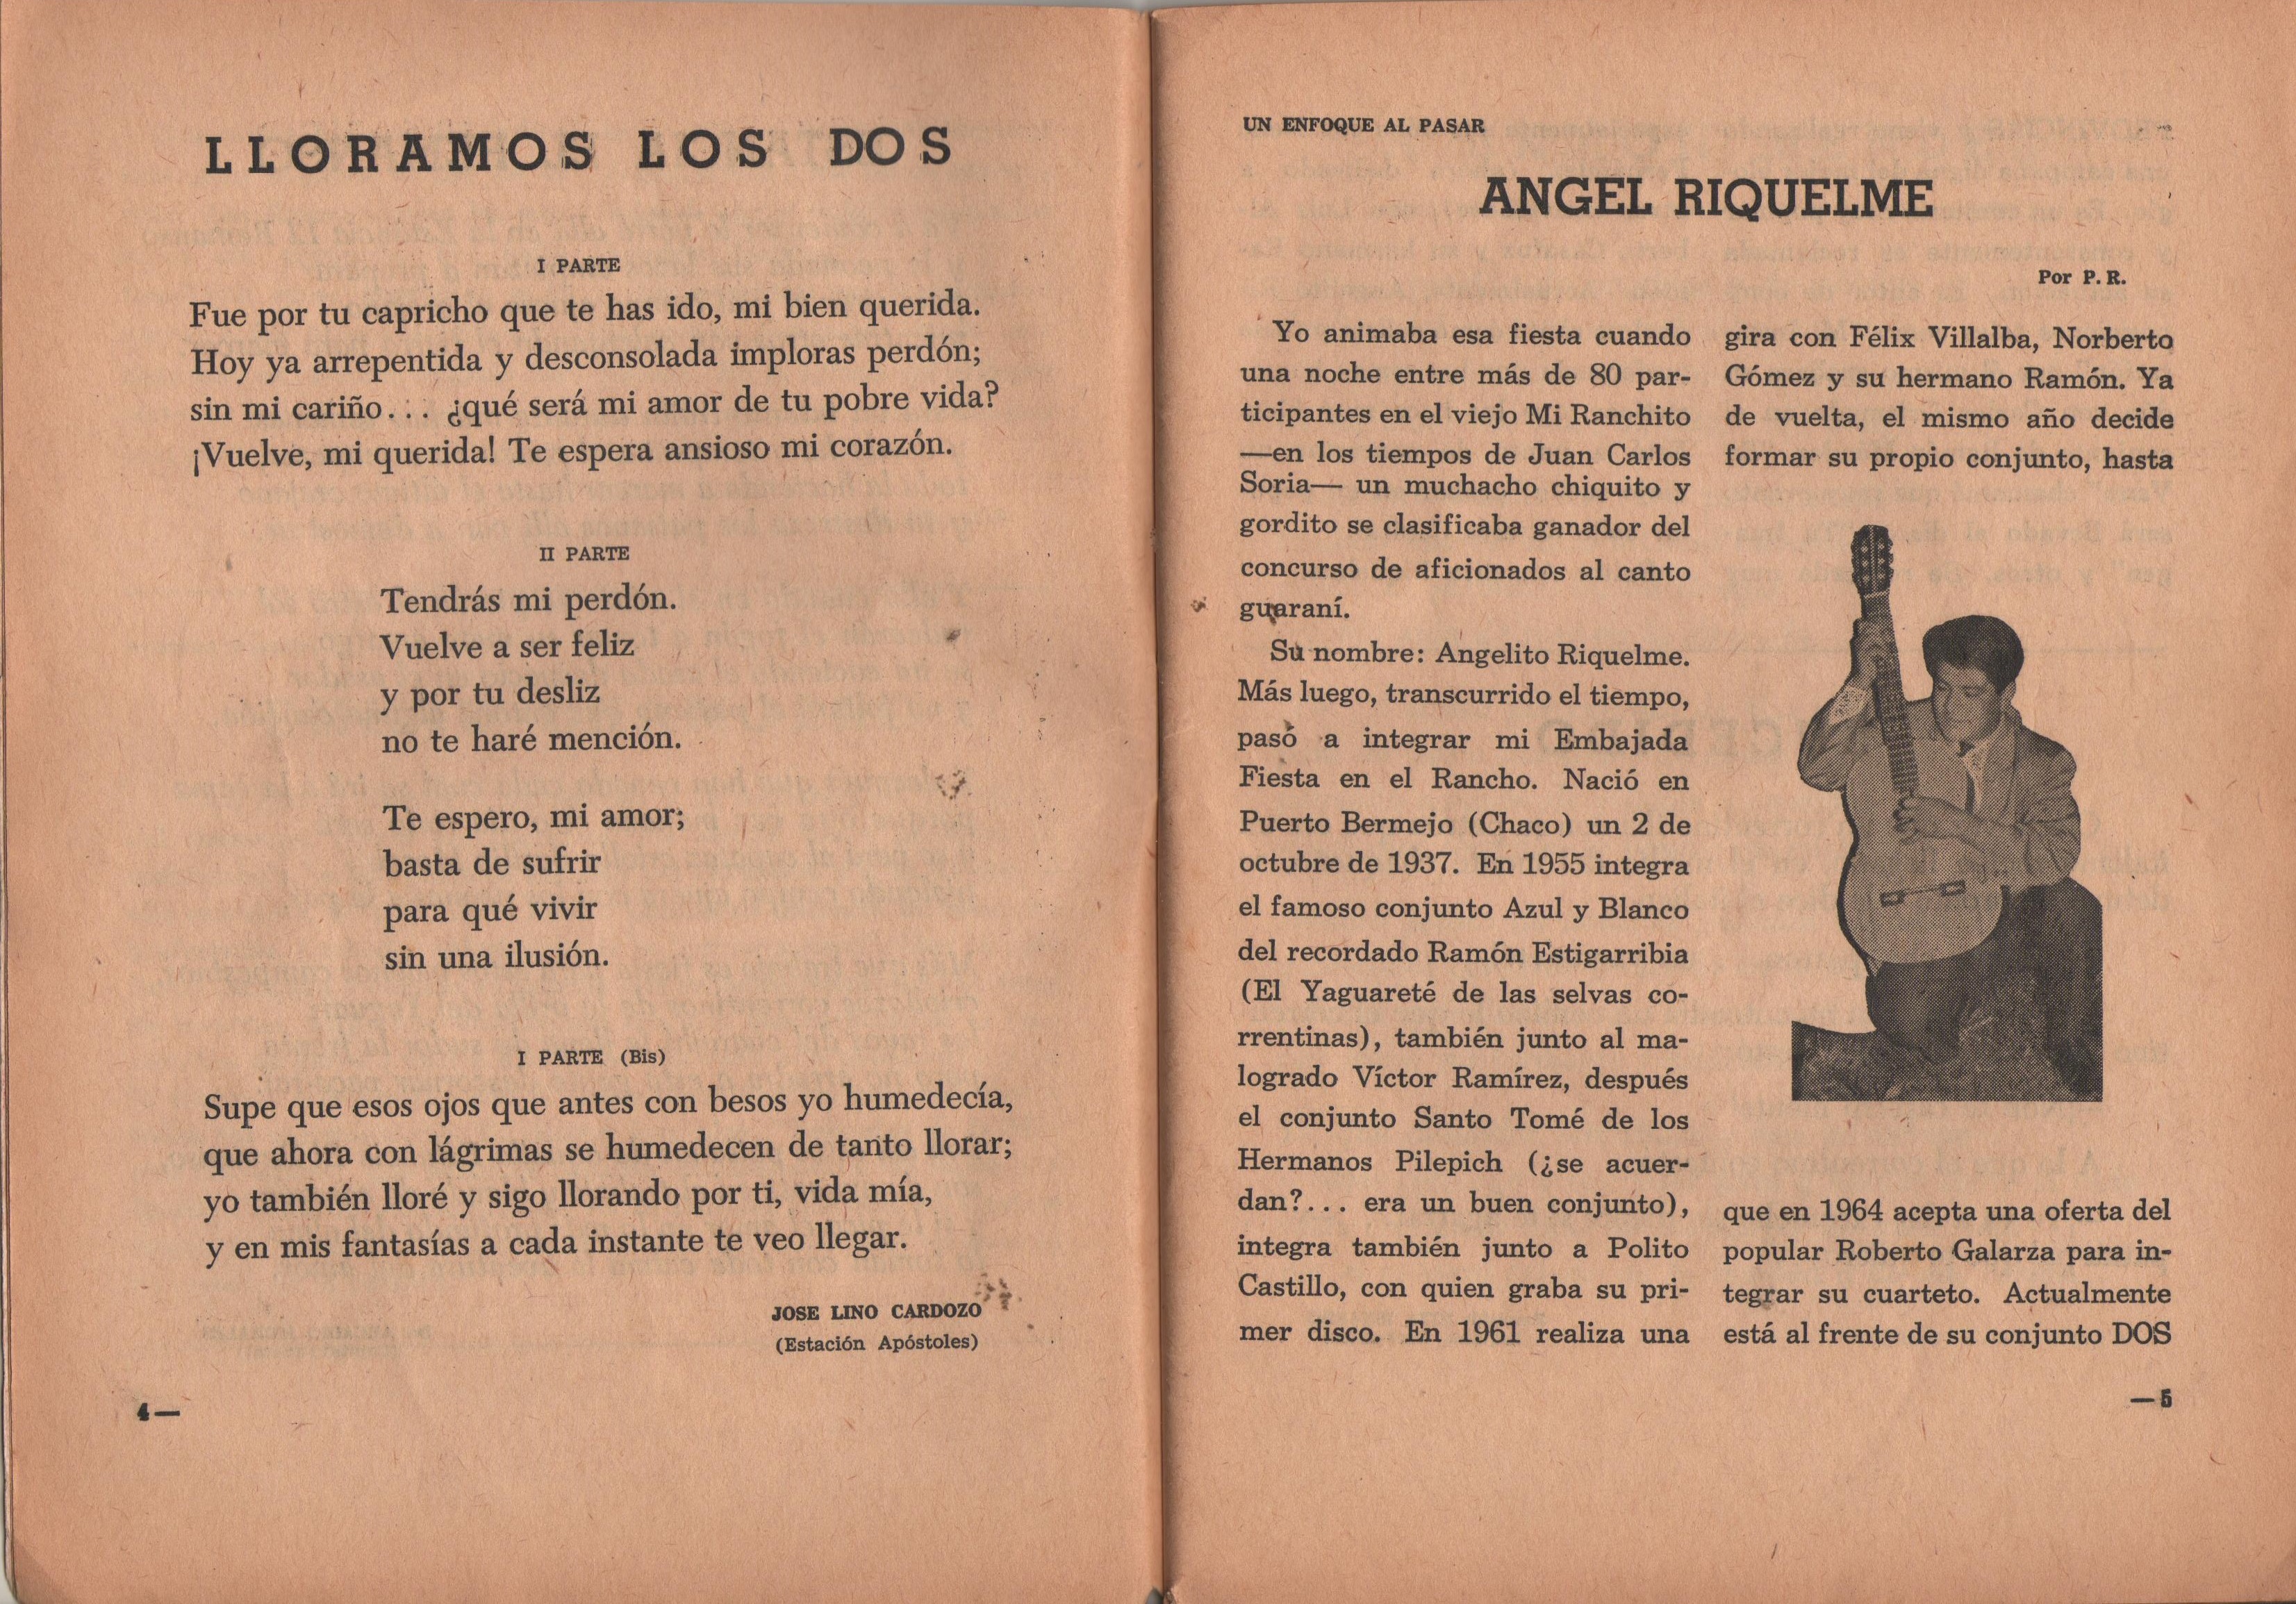 LLORAMOS LOS DOS
I PARTE
Fue por tu capricho que te has ido, mi bien querida.
Hoy ya arrepentida y desconsolada imploras perdón;
sin mi cariño... ¿qué será mi amor de tu pobre vida?
¡Vuelve, mi querida! Te espera ansioso mi corazón.
II PARTE
Tendrás mi perdón.
Vuelve a ser feliz
y por tu desliz
no te haré mención.
Te espero, mi amor;
basta de sufrir
para qué vivir
sin una ilusión.
I PARTE (Bis)
Supe que esos ojos que antes con besos yo humedecía,
que ahora con lágrimas se humedecen de tanto llorar;
yo también lloré y sigo llorando por ti, vida mía,
y en mis fantasías a cada instante te veo llegar.
JOSE LINO CARDOZO
(Estación Apóstoles)
4—
UN ENFOQUE AL PASAR
ANGEL RIQUELME
Por P. R.
Yo animaba esa fiesta cuando
una noche entre más de 80 par-
ticipantes en el viejo Mi Ranchito
—en los tiempos de Juan Carlos
Soria— un muchacho chiquito y
gordito se clasificaba ganador del
concurso de aficionados al canto
guaraní.
Su nombre: Angelito Riquelme.
Más luego, transcurrido el tiempo,
pasó a integrar mi Embajada
Fiesta en el Rancho. Nació en
Puerto Bermejo (Chaco) un 2 de
octubre de 1937. En 1955 integra
el famoso conjunto Azul y Blanco
del recordado Ramón Estigarribia
(El Yaguareté de las selvas co-
rrentinas), también junto al ma-
logrado Víctor Ramírez, después
el conjunto Santo Tomé de los
Hermanos Pilepich (¿se acuer-
dan?... era un buen conjunto),
integra también junto a Polito
Castillo, con quien graba su pri-
mer disco. En 1961 realiza una
gira con Félix Villalba, Norberto
Gómez y su hermano Ramón. Ya
de vuelta, el mismo año decide
formar su propio conjunto, hasta
que en 1964 acepta una oferta del
popular Roberto Galarza para in-
tegrar su cuarteto. Actualmente
está al frente de su conjunto DOS
—5